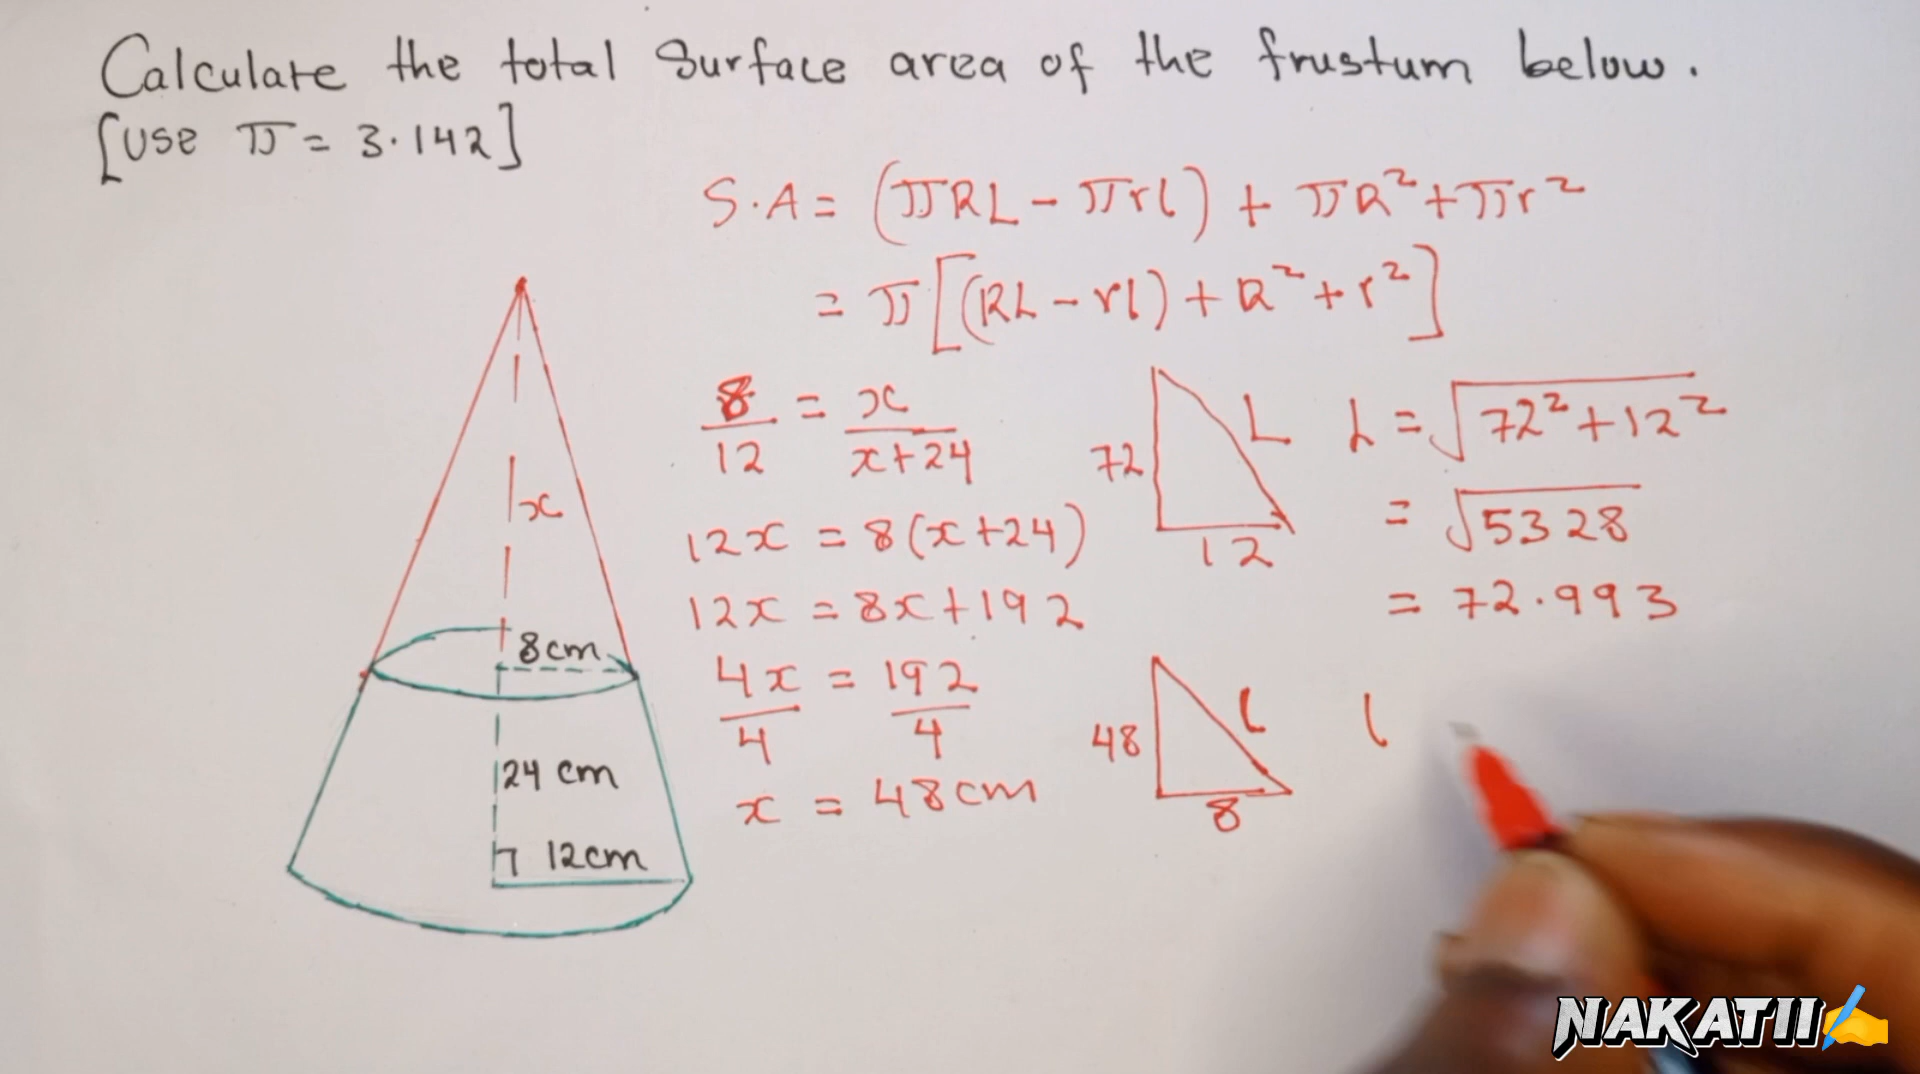 Calculate the total surface area of the frustum below.
[use π = 3.142]
S.A = (πRL - πrl) + πR² + πr²
= π[(RL - rl) + R² + r²]
8/12 = x/x+24
12x = 8(x+24)
12x = 8x+192
4x/4 = 192/4
x = 48cm
72
L
12
L = √72²+12²
= √5328
= 72.993
48
l
8
l
x
8cm
24 cm
12cm
NAKATII